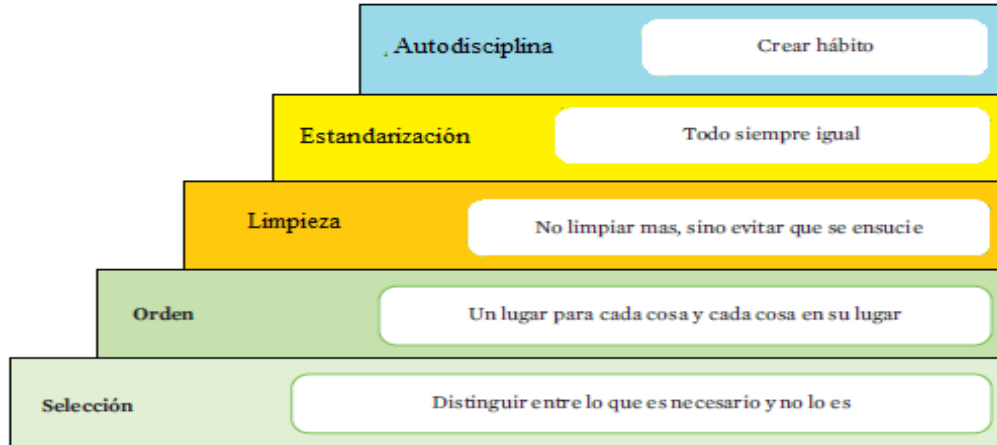 Autodisciplina
Crear hábito
Estandarización
Todo siempre igual
Limpieza
No limpiar mas, sino evitar que se ensucie
Orden
Un lugar para cada cosa y cada cosa en su lugar
Selección
Distinguir entre lo que es necesario y no lo es